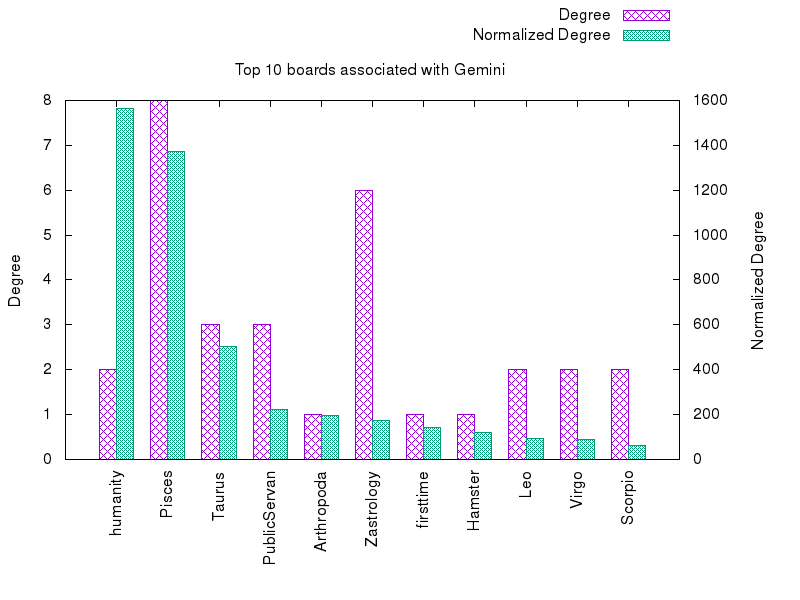 Degree
Normalized Degree
Top 10 boards associated with Gemini
8
7
6
5
4
3
2
1
0
Degree
1600
1400
1200
1000
800
600
400
200
0
Normalized Degree
humanity
Pisces
Taurus
PublicServan
Arthropoda
Zastrology
firsttime
Hamster
Leo
Virgo
Scorpio